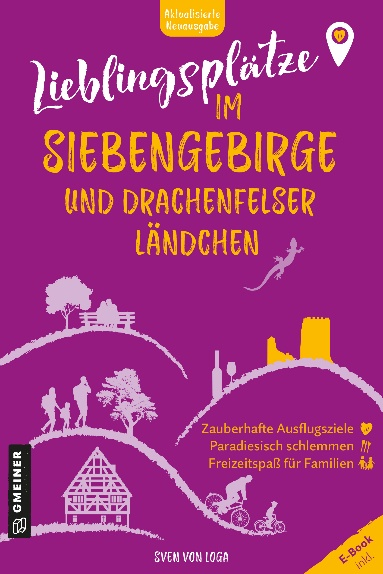 Aktualisierte
Neuausgabe
Lieblingsplätze
IM
SIEBENGEBIRGE
UND DRACHENFELSER
LÄNDCHEN
Zauberhafte Ausflugsziele
Paradiesisch schlemmen
Freizeitspaß für Familien
GMEINER
SVEN VON LOGA
E-Book
inkl.